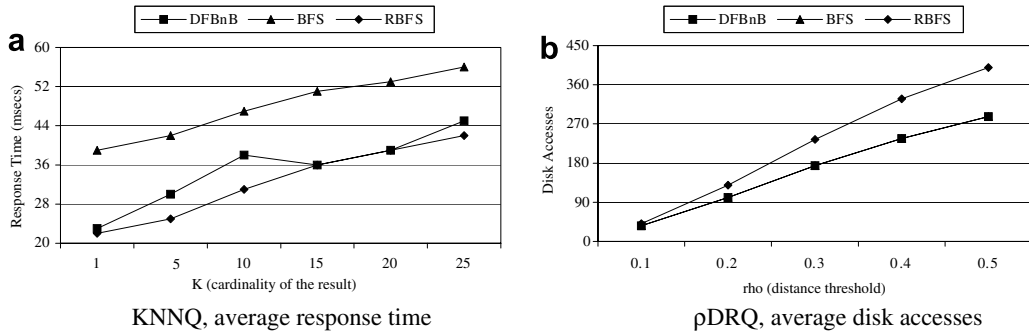 DFBnB BFS RBFS
a
60
52
44
36
28
20
Response Time (msecs)
1 5 10 15 20 25
K (cardinality of the result)
KNNQ, average response time
DFBnB BFS RBFS
b
450
360
270
180
90
0
Disk Accesses
0.1 0.2 0.3 0.4 0.5
rho (distance threshold)
ρDRQ, average disk accesses